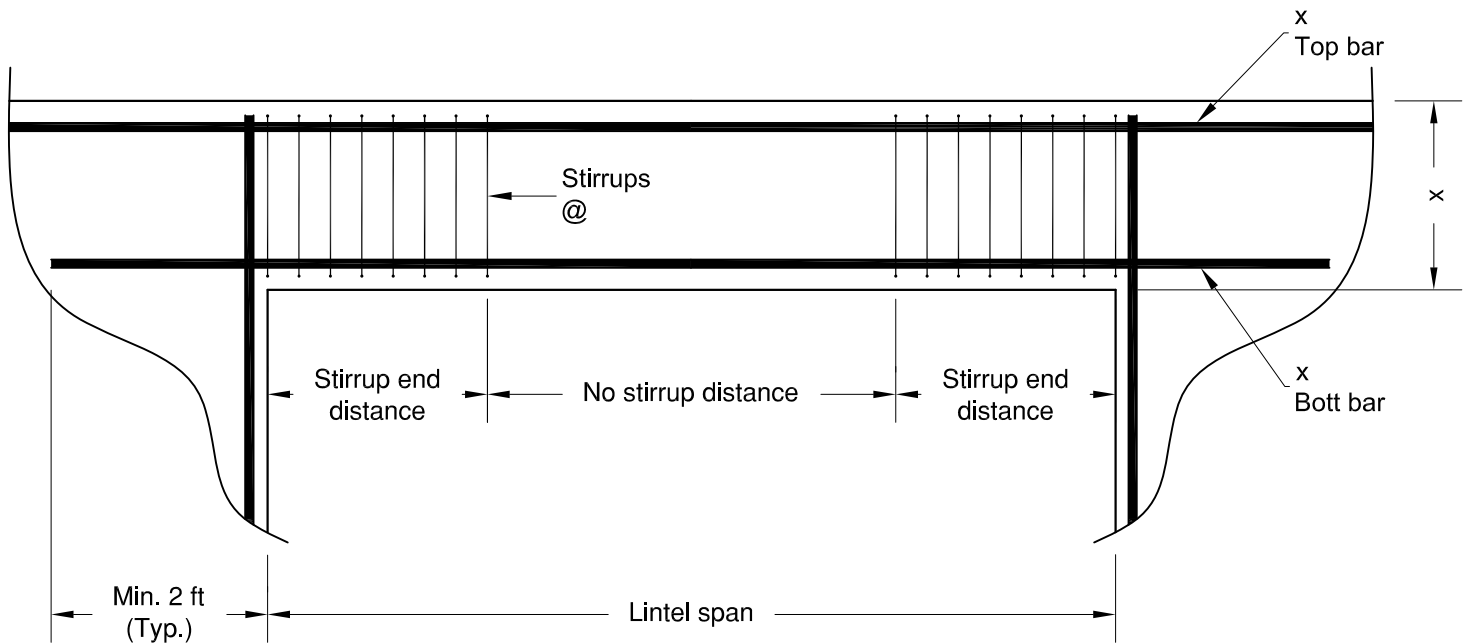 x
Top bar
Stirrups
@
x
Stirrup end
distance
No stirrup distance
Stirrup end
distance
x
Bott bar
Min. 2 ft
(Typ.)
Lintel span